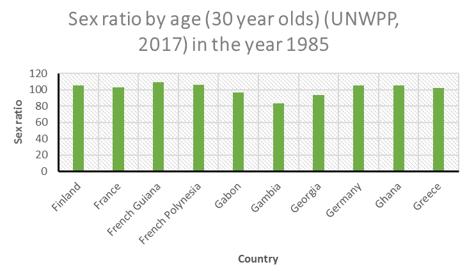 Sex ratio by age (30 year olds) (UNWPP,
2017) in the year 1985
120
100
80
60
40
20
0
Sex ratio
Finland
France
French Guiana
French Polynesia
Gabon
Gambia
Georgia
Germany
Ghana
Greece
Country